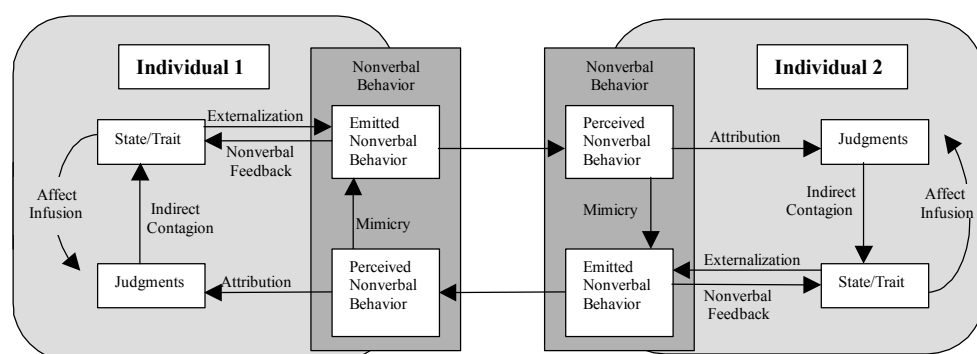 Individual 1
Nonverbal
Behavior
State/Trait
Externalization
Nonverbal
Feedback
Emitted
Nonverbal
Behavior
Affect
Infusion
Indirect
Contagion
Mimicry
Judgments
Attribution
Perceived
Nonverbal
Behavior
Nonverbal
Behavior
Individual 2
Perceived
Nonverbal
Behavior
Attribution
Judgments
Mimicry
Indirect
Contagion
Affect
Infusion
Emitted
Nonverbal
Behavior
Externalization
Nonverbal
Feedback
State/Trait